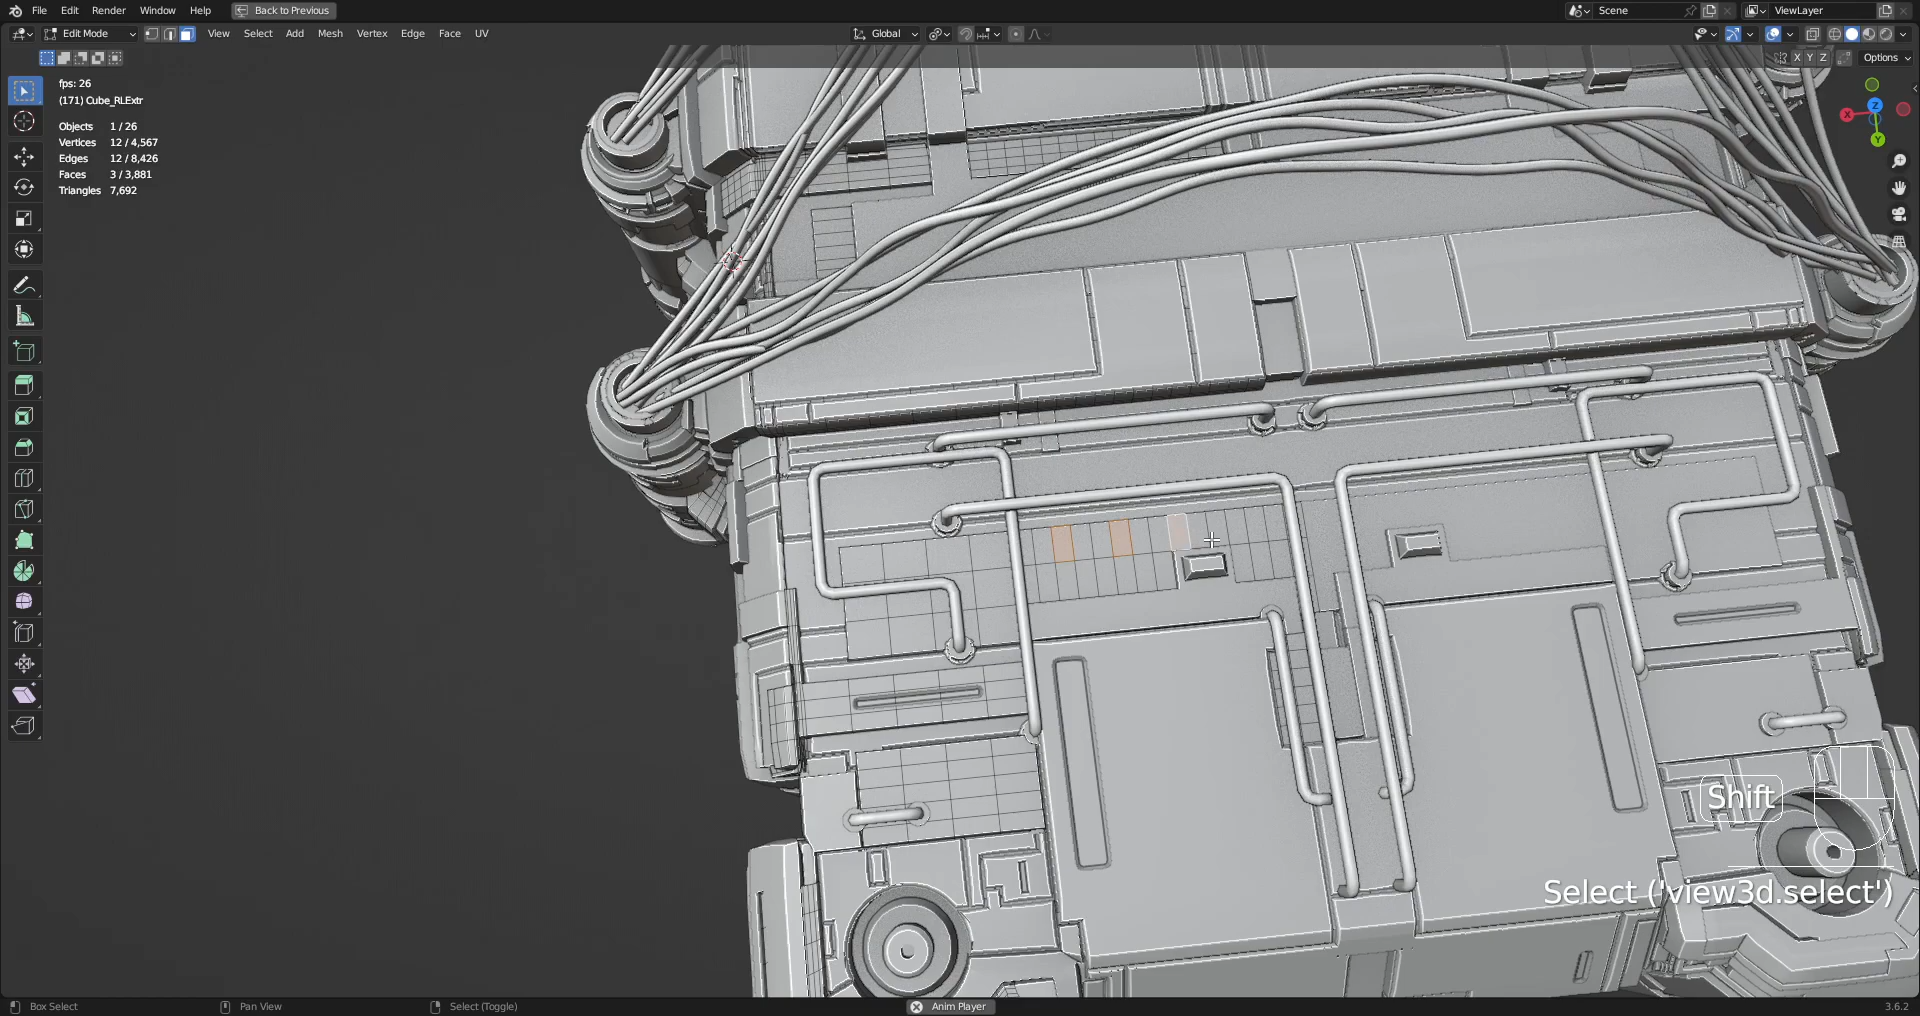 File Edit Render Window Help Back to Previous Scene ViewLayer
Edit Mode View Select Add Mesh Vertex Edge Face UV Global
X Y Z Options
fps: 26
(171) Cube_RLExtr
Objects 1 / 26
Vertices 12 / 4,567
Edges 12 / 8,426
Faces 3 / 3,881
Triangles 7,692
Z
X
Y
Shift
Select ('view3d.select')
Box Select Pan View Select (Toggle) Anim Player 3.6.2